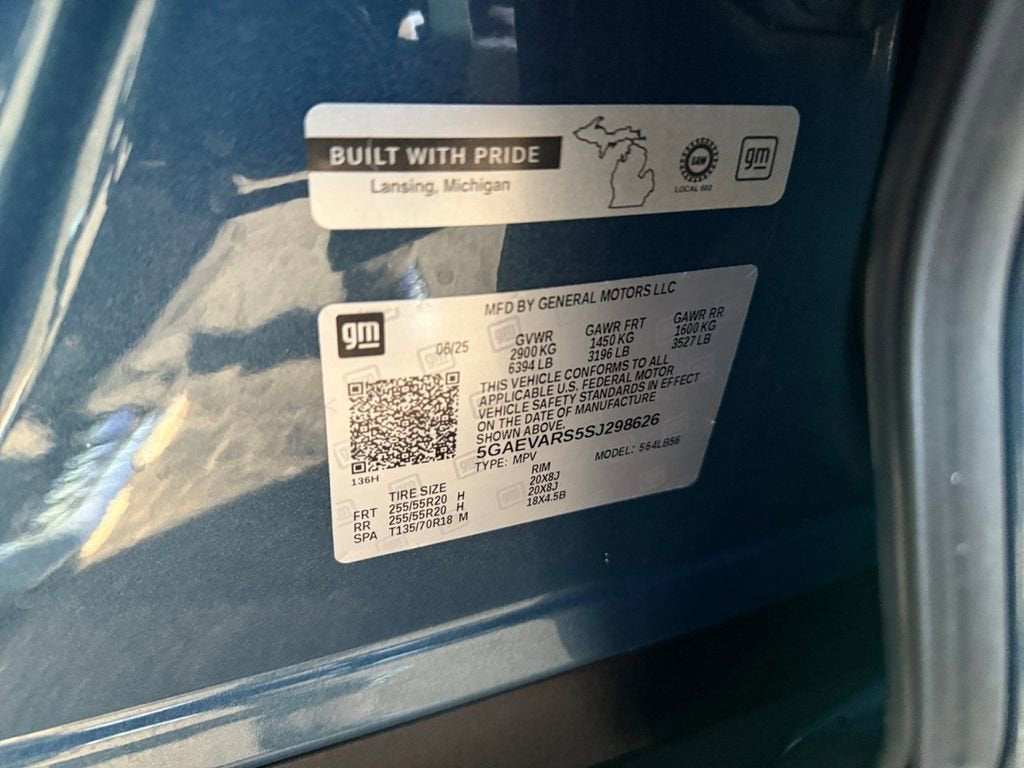 BUILT WITH PRIDE
Lansing, Michigan
UAW
LOCAL 602
gm
gm
MFD BY GENERAL MOTORS LLC
06/25
GVWR GAWR FRT GAWR RR
2900 KG 1450 KG 1600 KG
6394 LB 3196 LB 3527 LB
THIS VEHICLE CONFORMS TO ALL
APPLICABLE U.S. FEDERAL MOTOR
VEHICLE SAFETY STANDARDS IN EFFECT
ON THE DATE OF MANUFACTURE
SHOWN ABOVE.
5GAEVARS5SJ298626
TYPE: MPV MODEL: 564LB56
136H
TIRE SIZE RIM
FRT 255/55R20 H 20X8J
RR 255/55R20 H 20X8J
SPA T135/70R18 M 18X4.5B